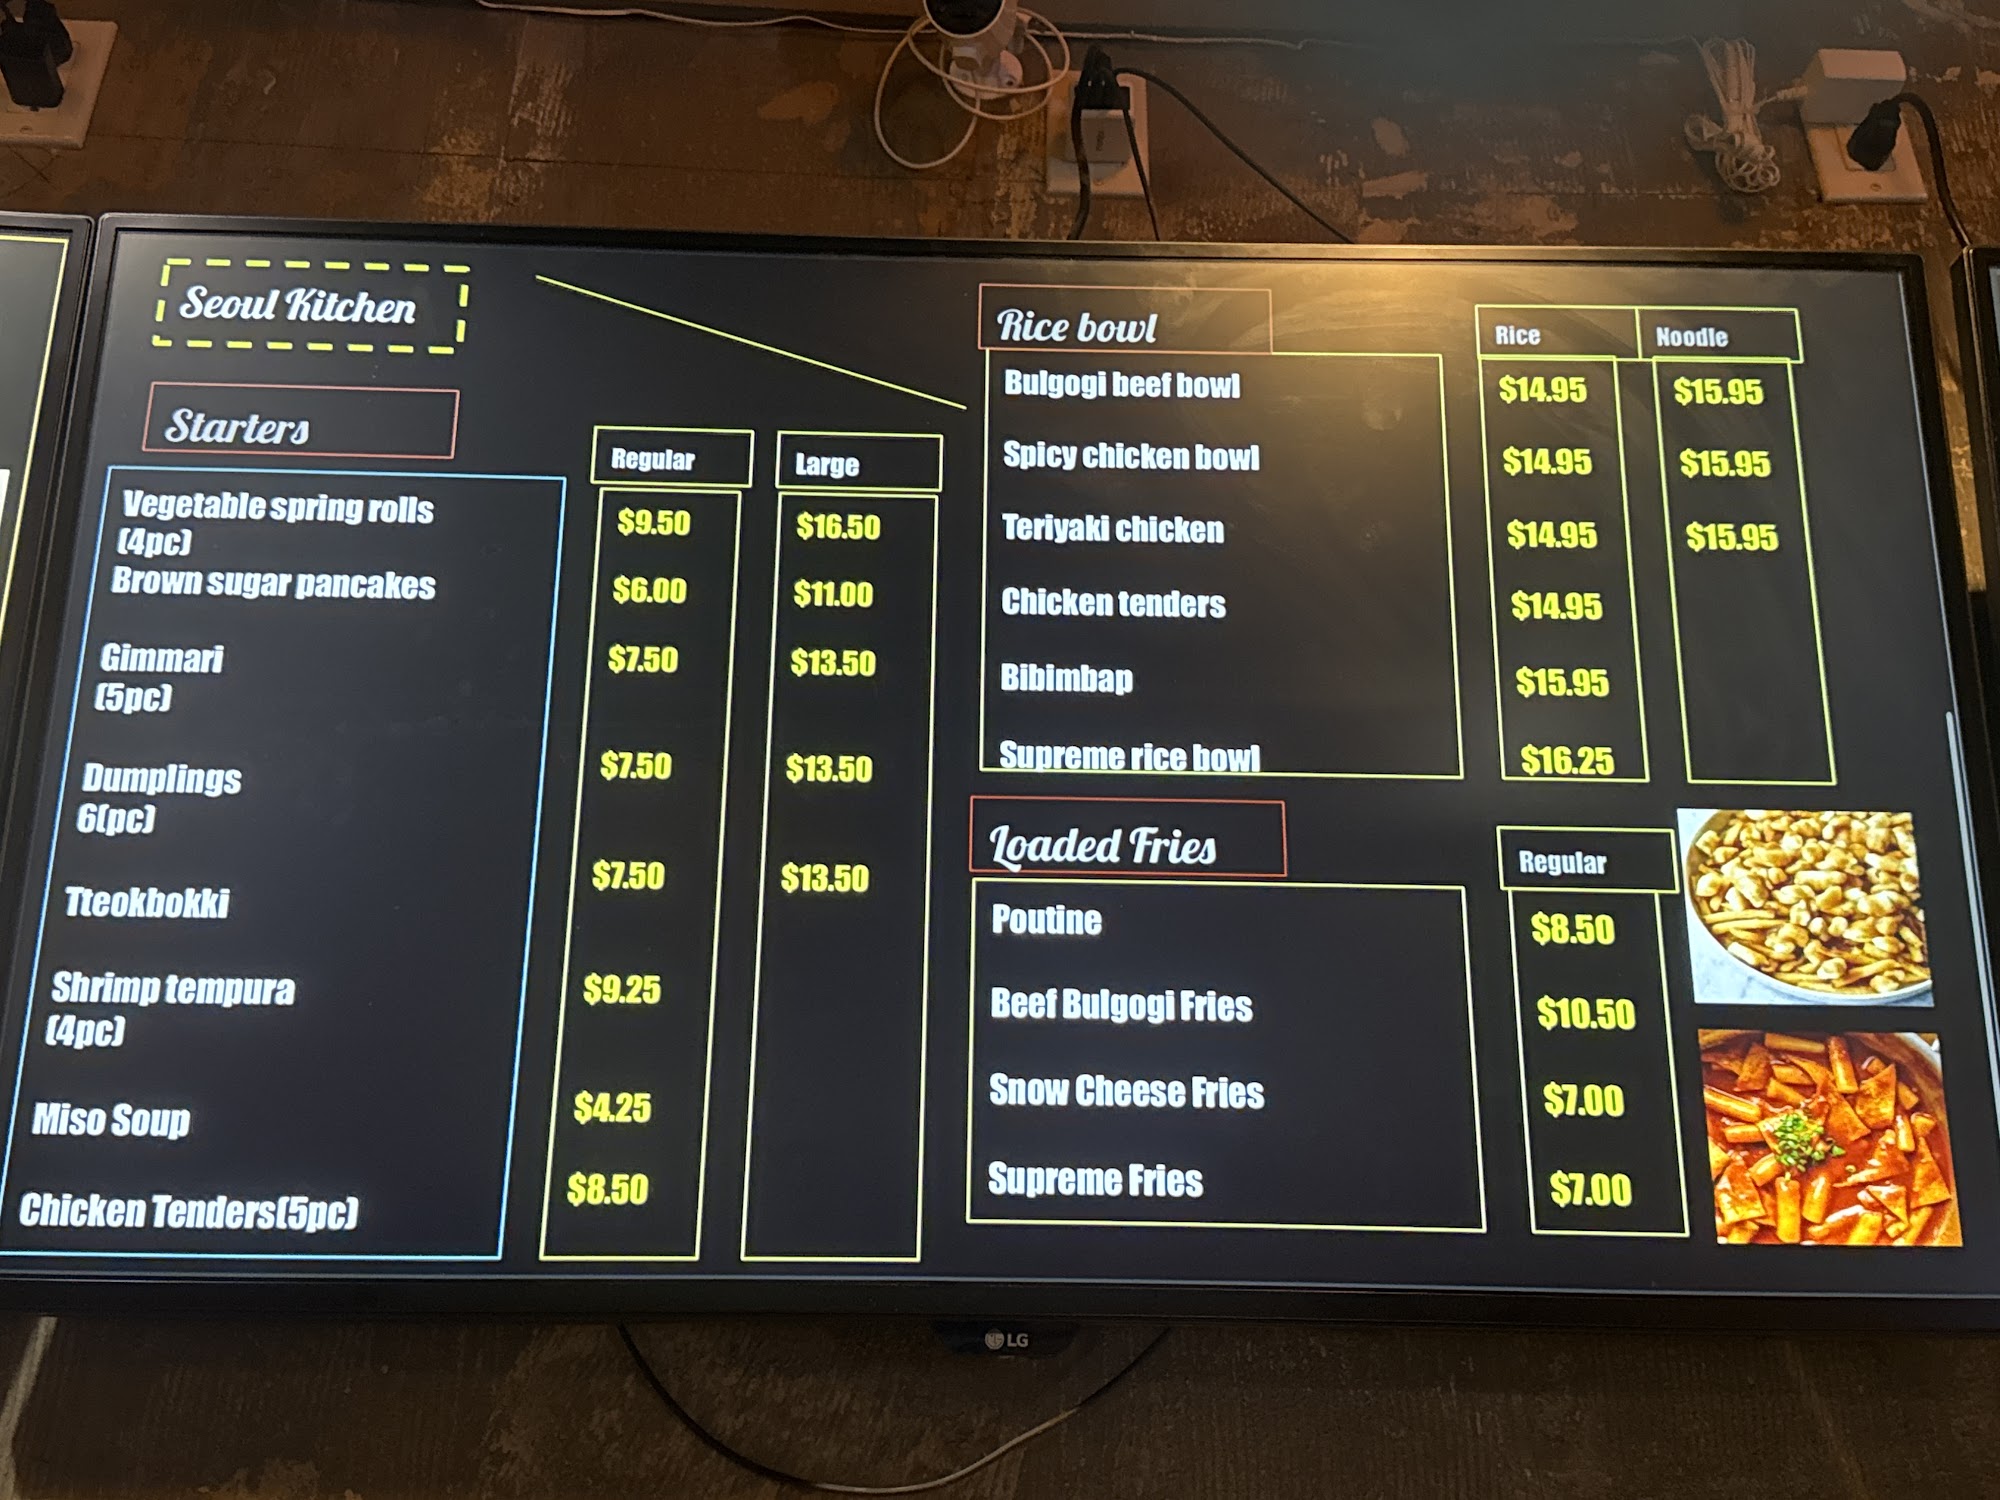 Seoul Kitchen
Starters
Regular Large
Vegetable spring rolls $9.50 $16.50
(4pc)
Brown sugar pancakes $6.00 $11.00
Gimmari $7.50 $13.50
(5pc)
Dumplings $7.50 $13.50
6(pc)
Tteokbokki $7.50 $13.50
Shrimp tempura $9.25
(4pc)
Miso Soup $4.25
Chicken Tenders(5pc) $8.50
Rice bowl Rice Noodle
Bulgogi beef bowl $14.95 $15.95
Spicy chicken bowl $14.95 $15.95
Teriyaki chicken $14.95 $15.95
Chicken tenders $14.95
Bibimbap $15.95
Supreme rice bowl $16.25
Loaded Fries Regular
Poutine $8.50
Beef Bulgogi Fries $10.50
Snow Cheese Fries $7.00
Supreme Fries $7.00
LG